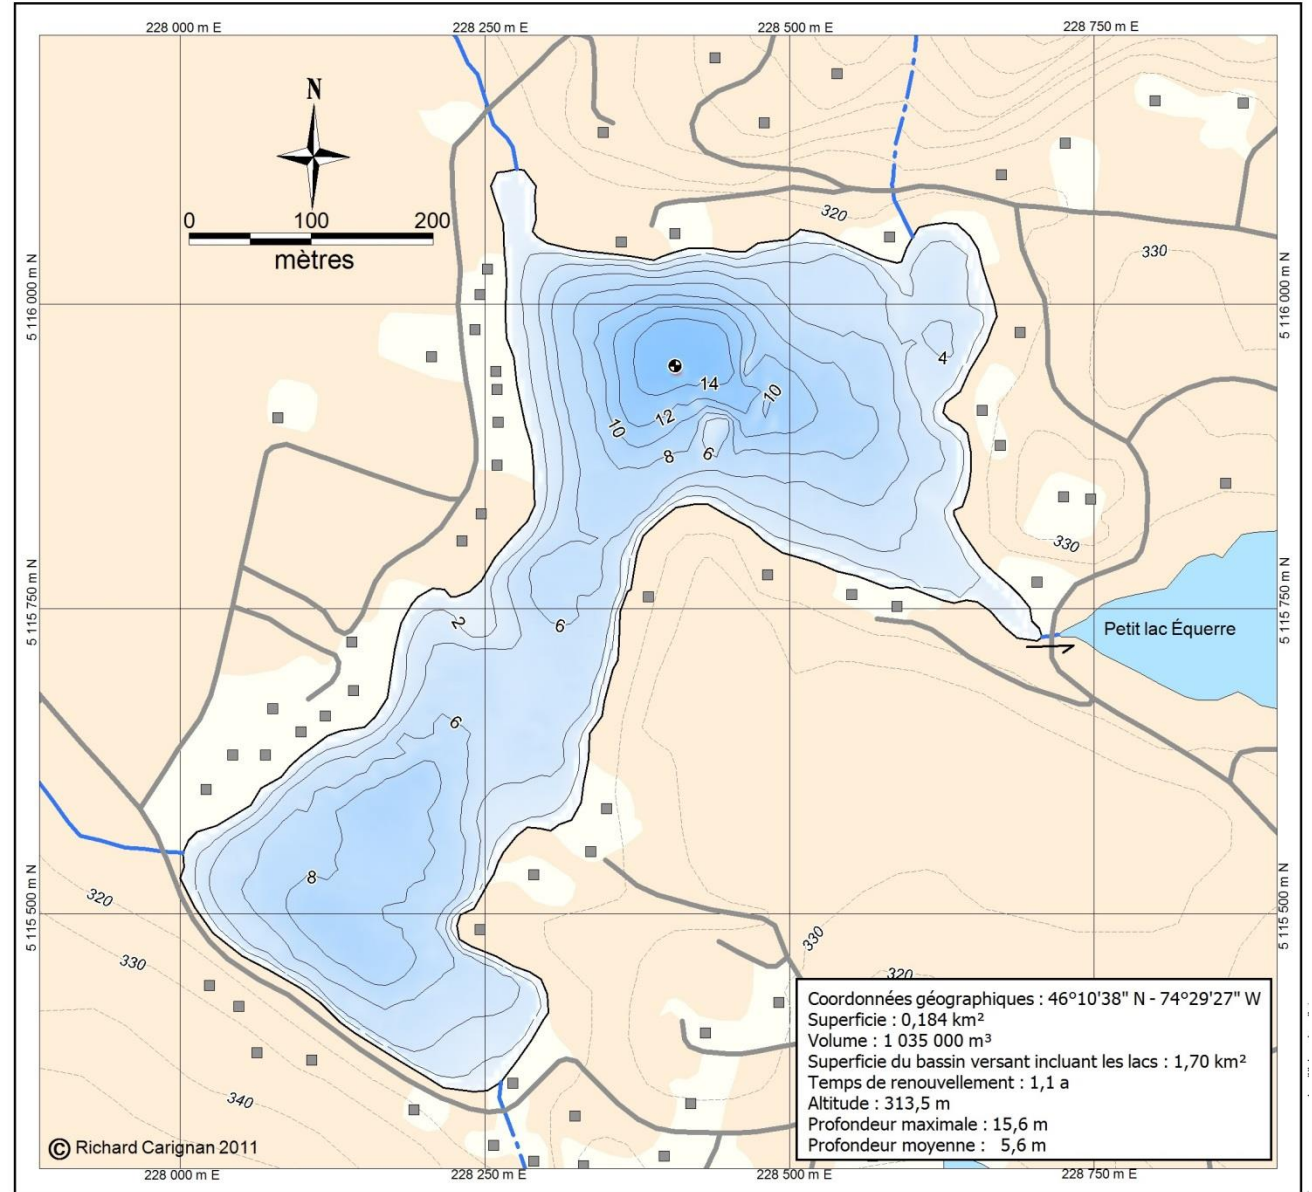 228 000 m E
228 250 m E
228 500 m E
228 750 m E
N
0 100 200
mètres
320
330
5 116 000 m N
5 116 000 m N
4
14
10
12
10
8
6
330
5 115 750 m N
5 115 750 m N
2
6
Petit lac Équerre
6
8
5 115 500 m N
5 115 500 m N
320
330
330
320
340
Coordonnées géographiques : 46°10'38" N - 74°29'27" W
Superficie : 0,184 km²
Volume : 1 035 000 m³
Superficie du bassin versant incluant les lacs : 1,70 km²
Temps de renouvellement : 1,1 a
Altitude : 313,5 m
Profondeur maximale : 15,6 m
Profondeur moyenne : 5,6 m
© Richard Carignan 2011
228 000 m E
228 250 m E
228 500 m E
228 750 m E